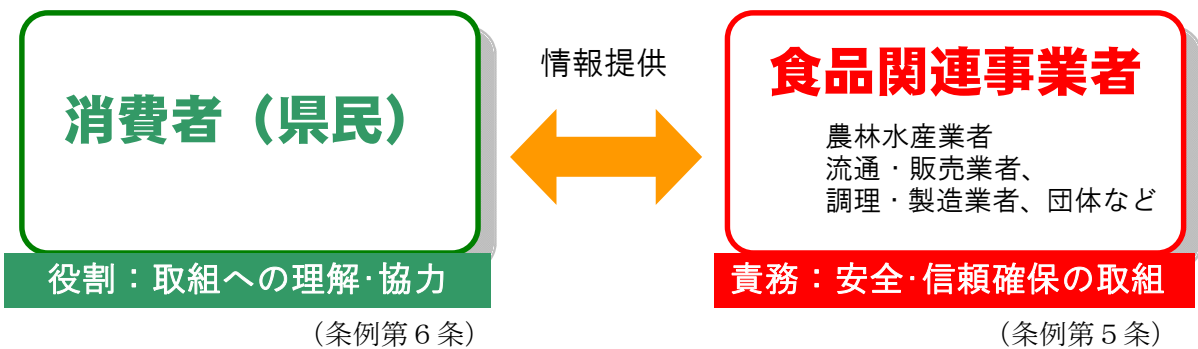 消費者（県民）
役割：取組への理解･協力
（条例第６条）
情報提供
食品関連事業者
農林水産業者
流通・販売業者、
調理・製造業者、団体など
責務：安全･信頼確保の取組
（条例第５条）